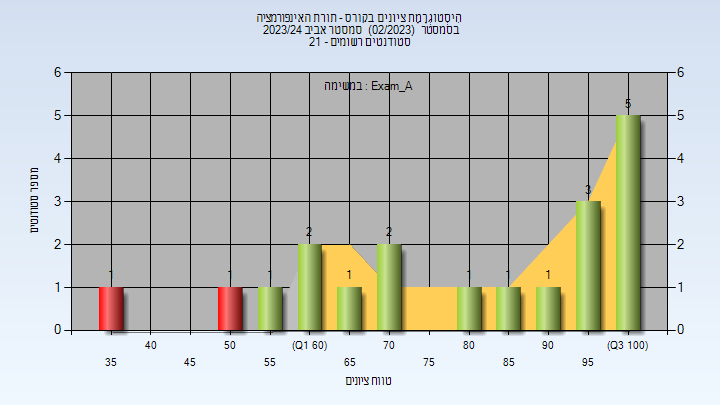 היסטוגרמת ציונים בקורס - תורת האינפורמציה
בסמסטר (02/2023) סמסטר אביב 2023/24
סטודנטים רשומים - 21
במשימה : Exam_A
6 6
5 5
4 4
3 3
2 2
1 1
0 0
מספר סטודנטים
1 1 1 2 1 2 1 1 1 3 5
40 50 (Q1 60) 70 80 90 (Q3 100)
35 45 55 65 75 85 95
טווח ציונים